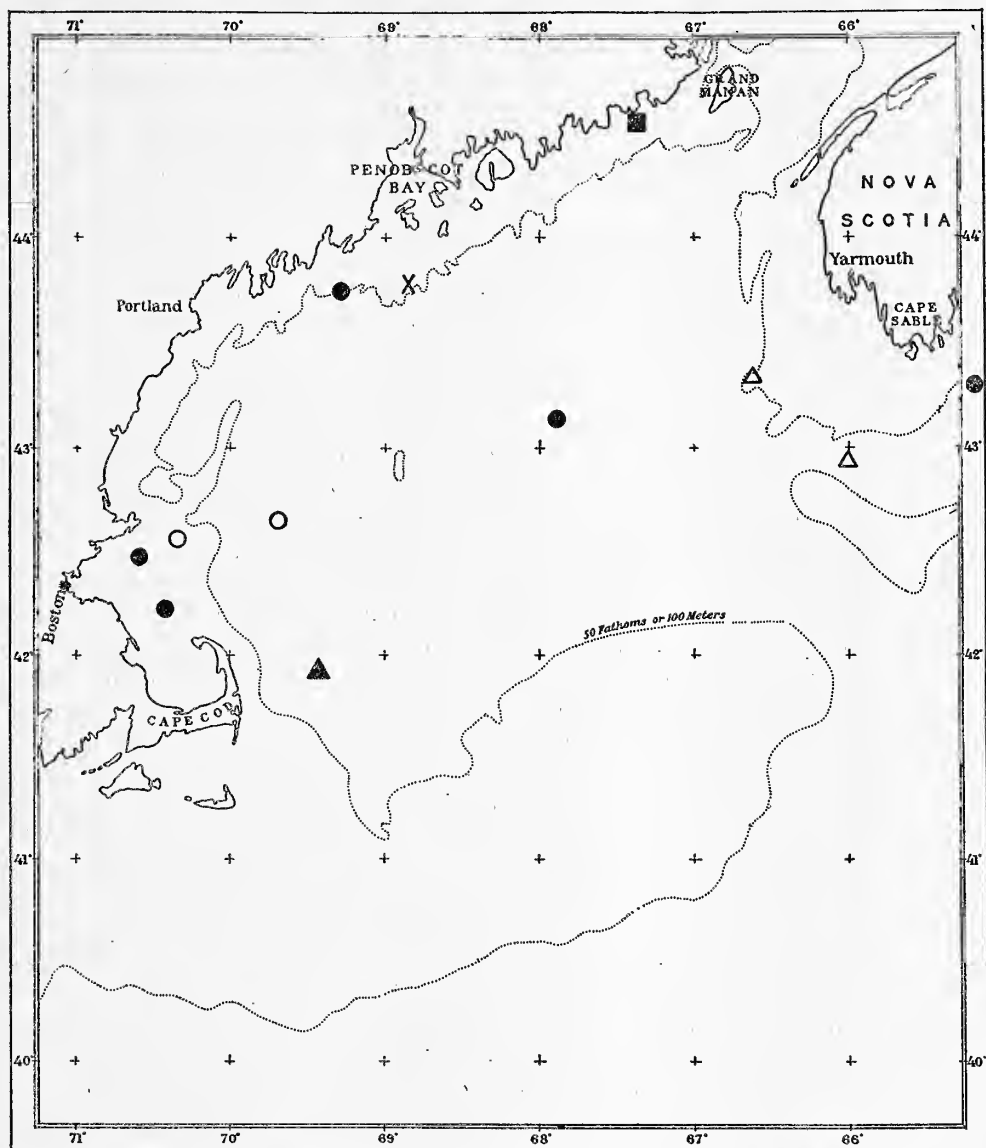 71° 70° 69° 68° 67° 66°
GRAND
MANAN
PENOBSCOT
BAY
NOVA
SCOTIA
44° 44°
Yarmouth
Portland
CAPE
SABLE
43° 43°
Boston
50 Fathoms or 100 Meters
42° 42°
CAPE COD
41° 41°
40° 40°
71° 70° 69° 68° 67° 66°